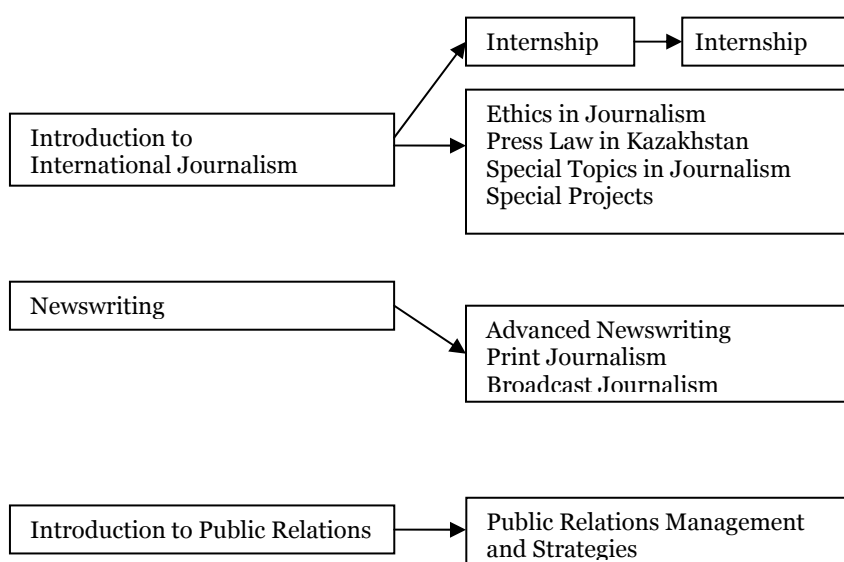 Internship
Internship
Introduction to
International Journalism
Ethics in Journalism
Press Law in Kazakhstan
Special Topics in Journalism
Special Projects
Newswriting
Advanced Newswriting
Print Journalism
Broadcast Journalism
Introduction to Public Relations
Public Relations Management
and Strategies